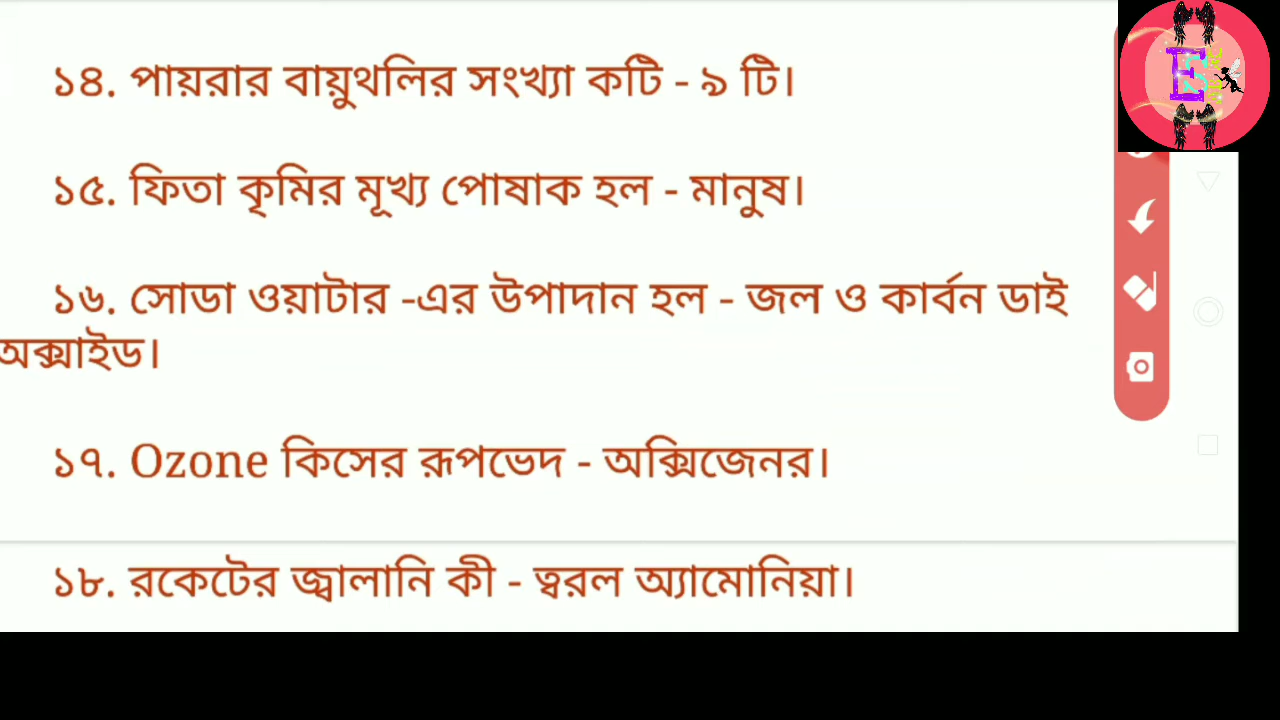 ১৪. পায়রার বায়ুথলির সংখ্যা কটি - ৯ টি।
১৫. ফিতা কৃমির মূখ্য পোষাক হল - মানুষ।
১৬. সোডা ওয়াটার -এর উপাদান হল - জল ও কার্বন ডাই
অক্সাইড।
১৭. Ozone কিসের রূপভেদ - অক্সিজেনর।
১৮. রকেটের জ্বালানি কী - ত্বরল অ্যামোনিয়া।